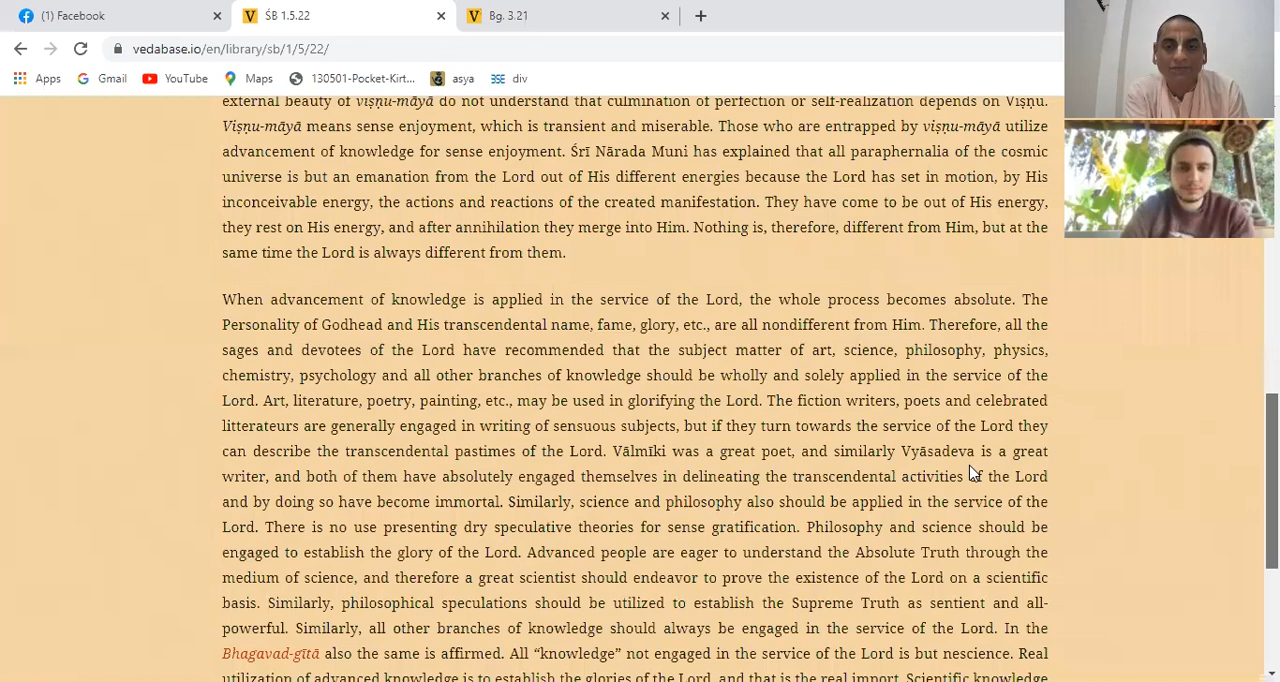 (1) Facebook
ŚB 1.5.22
Bg. 3.21
vedabase.io/en/library/sb/1/5/22/
Apps
Gmail
YouTube
Maps
130501-Pocket-Kirt...
asya
div
external beauty of viṣṇu-māyā do not understand that culmination of perfection or self-realization depends on Viṣṇu.
Viṣṇu-māyā means sense enjoyment, which is transient and miserable. Those who are entrapped by viṣṇu-māyā utilize
advancement of knowledge for sense enjoyment. Śrī Nārada Muni has explained that all paraphernalia of the cosmic
universe is but an emanation from the Lord out of His different energies because the Lord has set in motion, by His
inconceivable energy, the actions and reactions of the created manifestation. They have come to be out of His energy,
they rest on His energy, and after annihilation they merge into Him. Nothing is, therefore, different from Him, but at the
same time the Lord is always different from them.
When advancement of knowledge is applied in the service of the Lord, the whole process becomes absolute. The
Personality of Godhead and His transcendental name, fame, glory, etc., are all nondifferent from Him. Therefore, all the
sages and devotees of the Lord have recommended that the subject matter of art, science, philosophy, physics,
chemistry, psychology and all other branches of knowledge should be wholly and solely applied in the service of the
Lord. Art, literature, poetry, painting, etc., may be used in glorifying the Lord. The fiction writers, poets and celebrated
litterateurs are generally engaged in writing of sensuous subjects, but if they turn towards the service of the Lord they
can describe the transcendental pastimes of the Lord. Vālmīki was a great poet, and similarly Vyāsadeva is a great
writer, and both of them have absolutely engaged themselves in delineating the transcendental activities of the Lord
and by doing so have become immortal. Similarly, science and philosophy also should be applied in the service of the
Lord. There is no use presenting dry speculative theories for sense gratification. Philosophy and science should be
engaged to establish the glory of the Lord. Advanced people are eager to understand the Absolute Truth through the
medium of science, and therefore a great scientist should endeavor to prove the existence of the Lord on a scientific
basis. Similarly, philosophical speculations should be utilized to establish the Supreme Truth as sentient and all-
powerful. Similarly, all other branches of knowledge should always be engaged in the service of the Lord. In the
Bhagavad-gītā also the same is affirmed. All “knowledge” not engaged in the service of the Lord is but nescience. Real
utilization of advanced knowledge is to establish the glories of the Lord, and that is the real import. Scientific knowledge